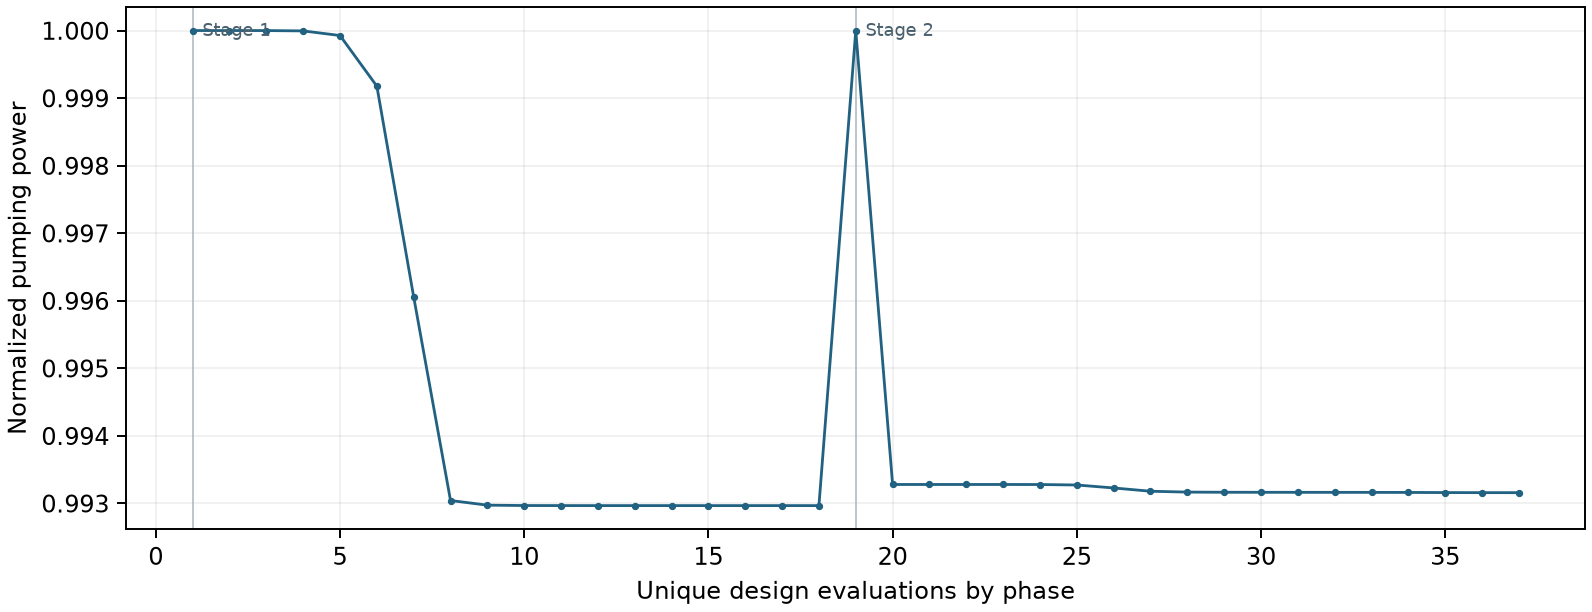 1.000
0.999
0.998
0.997
0.996
0.995
0.994
0.993
Normalized pumping power
Stage 1
Stage 2
0 5 10 15 20 25 30 35
Unique design evaluations by phase